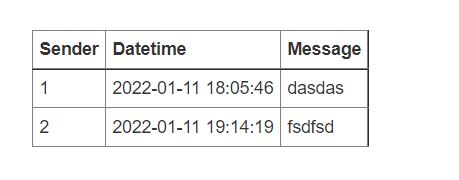 Sender Datetime Message
1 2022-01-11 18:05:46 dasdas
2 2022-01-11 19:14:19 fsdfsd